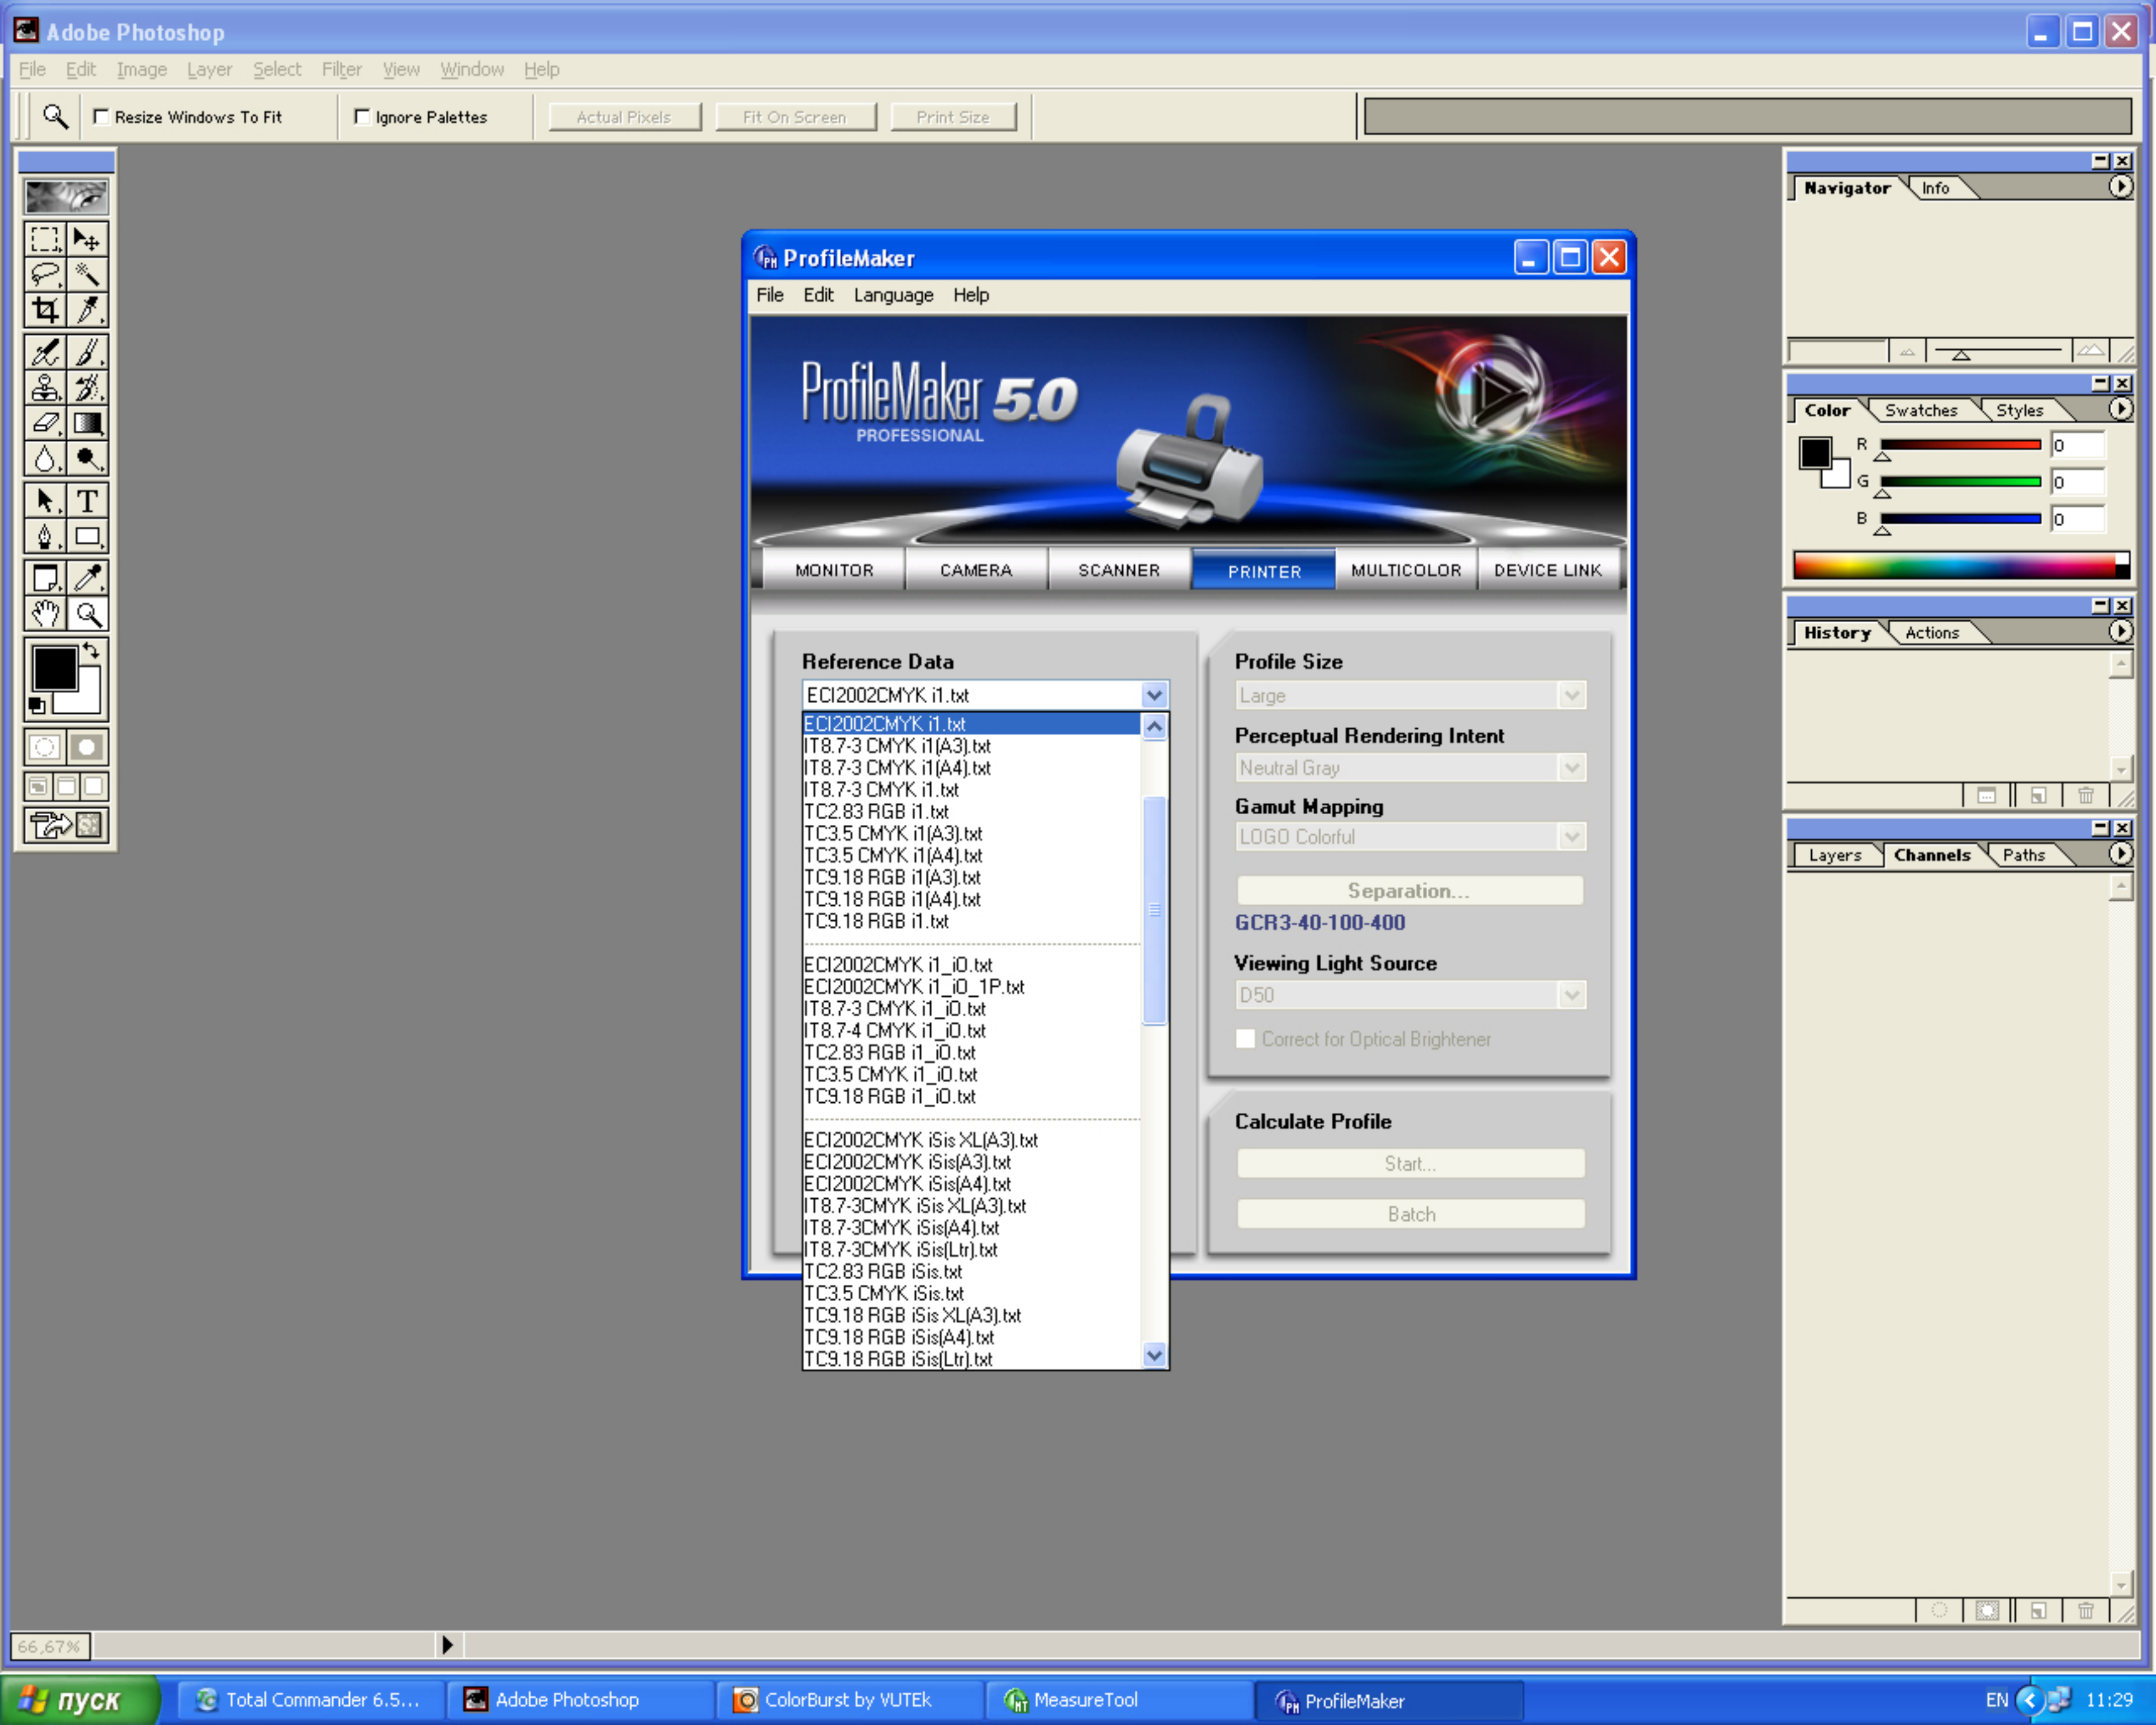 Adobe Photoshop
File Edit Image Layer Select Filter View Window Help
Resize Windows To Fit Ignore Palettes Actual Pixels Fit On Screen Print Size
Navigator Info
ProfileMaker
File Edit Language Help
ProfileMaker 5.0
PROFESSIONAL
MONITOR CAMERA SCANNER PRINTER MULTICOLOR DEVICE LINK
Reference Data
ECI2002CMYK i1.txt
ECI2002CMYK i1.txt
IT8.7-3 CMYK i1(A3).txt
IT8.7-3 CMYK i1(A4).txt
IT8.7-3 CMYK i1.txt
TC2.83 RGB i1.txt
TC3.5 CMYK i1(A3).txt
TC3.5 CMYK i1(A4).txt
TC9.18 RGB i1(A3).txt
TC9.18 RGB i1(A4).txt
TC9.18 RGB i1.txt
ECI2002CMYK i1_iO.txt
ECI2002CMYK i1_iO_1P.txt
IT8.7-3 CMYK i1_iO.txt
IT8.7-4 CMYK i1_iO.txt
TC2.83 RGB i1_iO.txt
TC3.5 CMYK i1_iO.txt
TC9.18 RGB i1_iO.txt
ECI2002CMYK iSis XL(A3).txt
ECI2002CMYK iSis(A3).txt
ECI2002CMYK iSis(A4).txt
IT8.7-3CMYK iSis XL(A3).txt
IT8.7-3CMYK iSis(A4).txt
IT8.7-3CMYK iSis(Ltr).txt
TC2.83 RGB iSis.txt
TC3.5 CMYK iSis.txt
TC9.18 RGB iSis XL(A3).txt
TC9.18 RGB iSis(A4).txt
TC9.18 RGB iSis(Ltr).txt
Profile Size
Large
Perceptual Rendering Intent
Neutral Gray
Gamut Mapping
LOGO Colorful
Separation...
GCR3-40-100-400
Viewing Light Source
D50
Correct for Optical Brightener
Calculate Profile
Start...
Batch
Color Swatches Styles
R 0
G 0
B 0
History Actions
Layers Channels Paths
T
66,67%
пуск Total Commander 6.5... Adobe Photoshop ColorBurst by VUTEk MeasureTool ProfileMaker EN 11:29